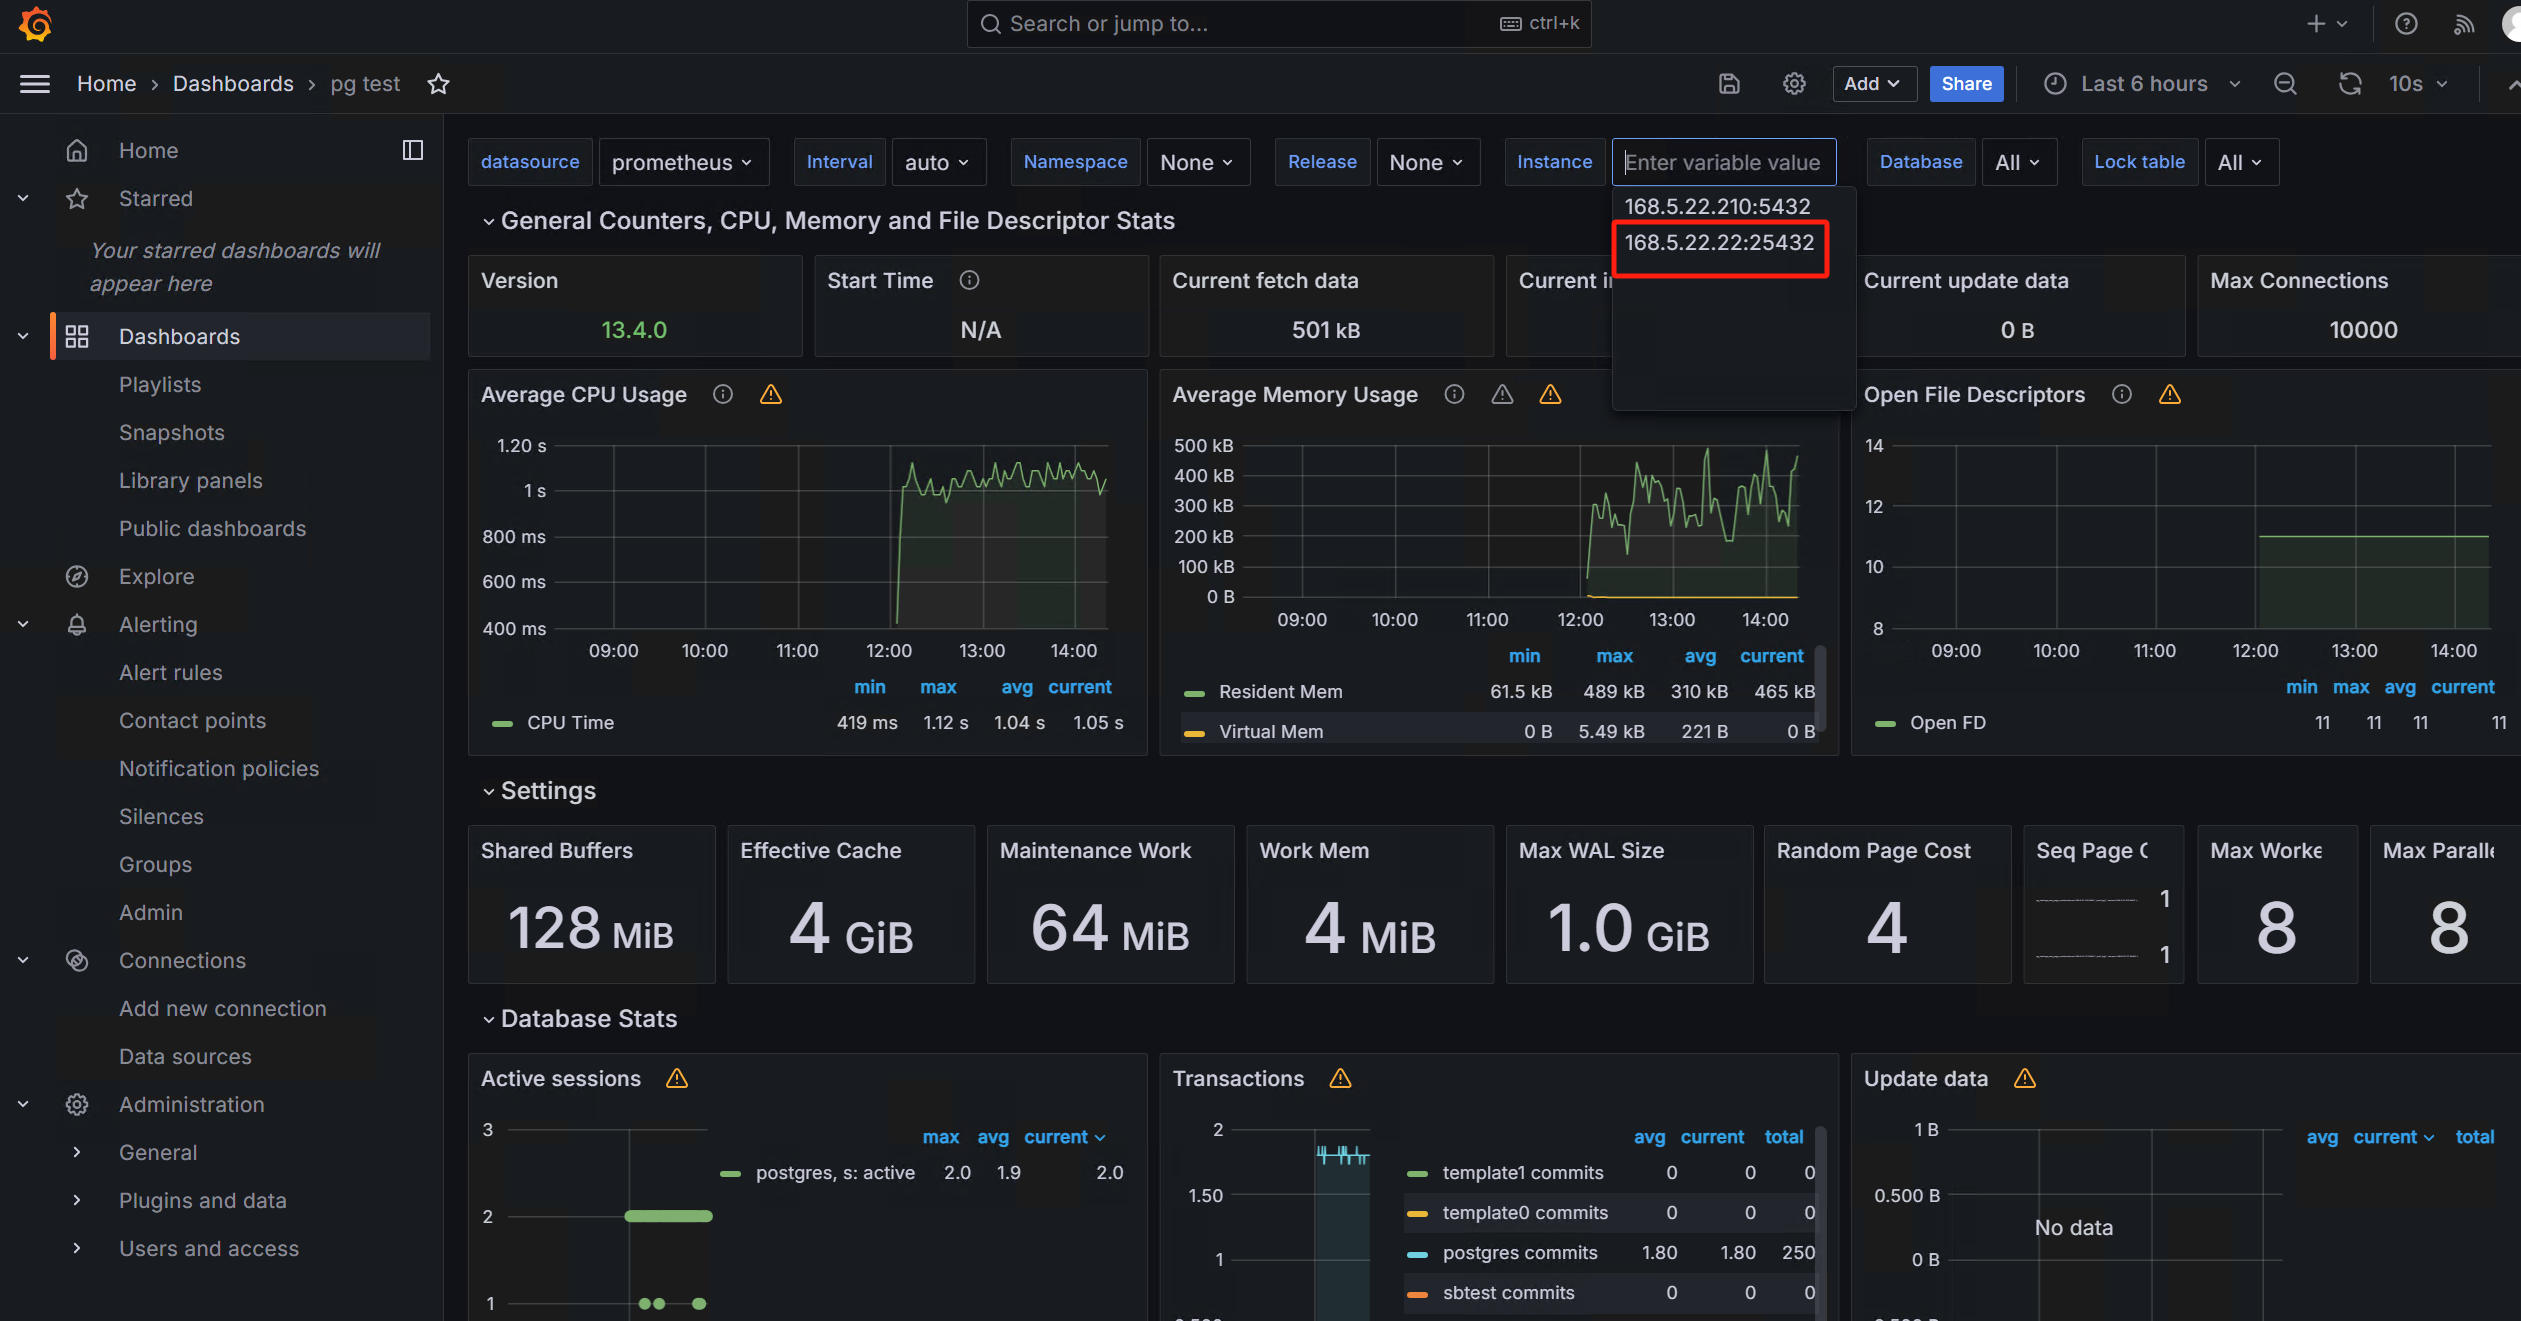 Search or jump to...
ctrl+k
Home
Dashboards
pg test
Add
Share
Last 6 hours
10s
Home
Starred
Your starred dashboards will
appear here
Dashboards
Playlists
Snapshots
Library panels
Public dashboards
Explore
Alerting
Alert rules
Contact points
Notification policies
Silences
Groups
Admin
Connections
Add new connection
Data sources
Administration
General
Plugins and data
Users and access
datasource
prometheus
Interval
auto
Namespace
None
Release
None
Instance
Enter variable value
Database
All
Lock table
All
168.5.22.210:5432
168.5.22.22:25432
General Counters, CPU, Memory and File Descriptor Stats
Version
13.4.0
Start Time
N/A
Current fetch data
501 kB
Current i
Current update data
0 B
Max Connections
10000
Average CPU Usage
1.20 s
1 s
800 ms
600 ms
400 ms
09:00 10:00 11:00 12:00 13:00 14:00
min max avg current
CPU Time 419 ms 1.12 s 1.04 s 1.05 s
Average Memory Usage
500 kB
400 kB
300 kB
200 kB
100 kB
0 B
09:00 10:00 11:00 12:00 13:00 14:00
min max avg current
Resident Mem 61.5 kB 489 kB 310 kB 465 kB
Virtual Mem 0 B 5.49 kB 221 B 0 B
Open File Descriptors
14
12
10
8
09:00 10:00 11:00 12:00 13:00 14:00
min max avg current
Open FD 11 11 11 11
Settings
Shared Buffers
128 MiB
Effective Cache
4 GiB
Maintenance Work
64 MiB
Work Mem
4 MiB
Max WAL Size
1.0 GiB
Random Page Cost
4
Seq Page C
1
1
Max Worke
8
Max Paralle
8
Database Stats
Active sessions
3
2
1
max avg current
postgres, s: active 2.0 1.9 2.0
Transactions
2
1.50
1
avg current total
template1 commits 0 0 0
template0 commits 0 0 0
postgres commits 1.80 1.80 250
sbtest commits 0 0 0
Update data
1 B
0.500 B
0 B
No data
avg current total